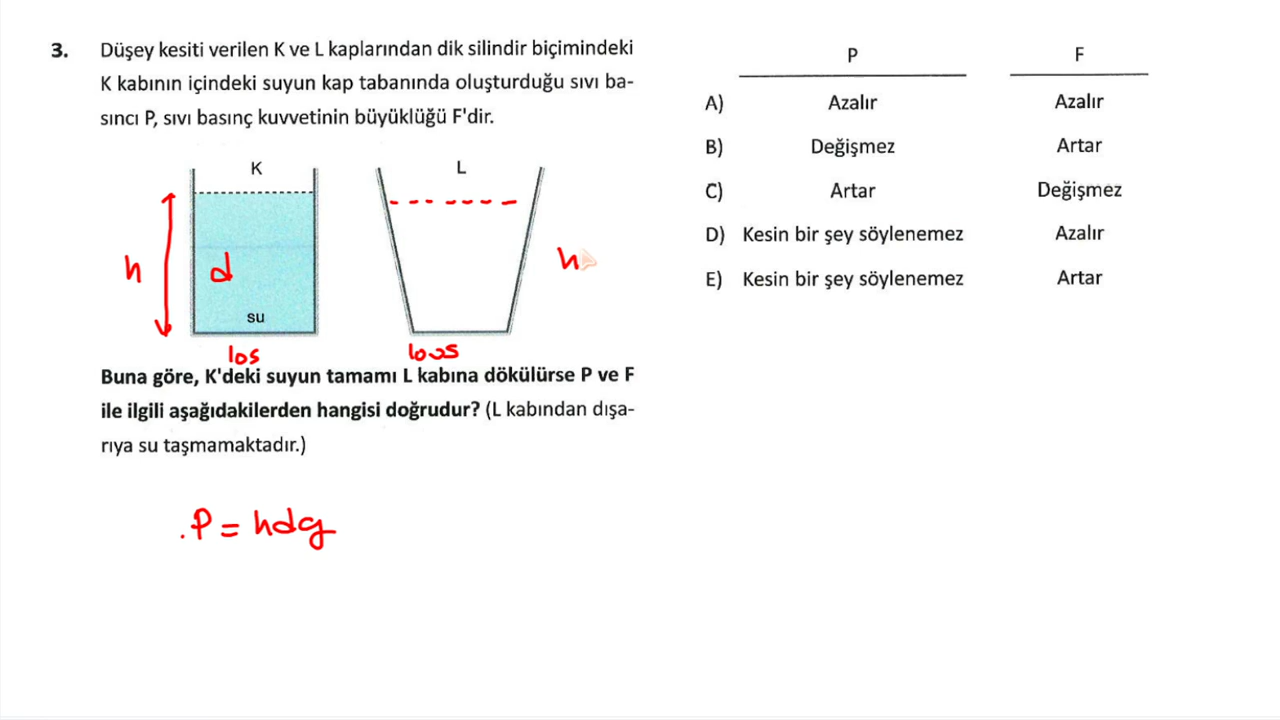 3. Düşey kesiti verilen K ve L kaplarından dik silindir biçimindeki
K kabının içindeki suyun kap tabanında oluşturduğu sıvı ba-
sıncı P, sıvı basınç kuvvetinin büyüklüğü F'dir.
K
L
h
d
h
su
Buna göre, K'deki suyun tamamı L kabına dökülürse P ve F
ile ilgili aşağıdakilerden hangisi doğrudur? (L kabından dışa-
rıya su taşmamaktadır.)
.P = hdg
P F
A) Azalır Azalır
B) Değişmez Artar
C) Artar Değişmez
D) Kesin bir şey söylenemez Azalır
E) Kesin bir şey söylenemez Artar